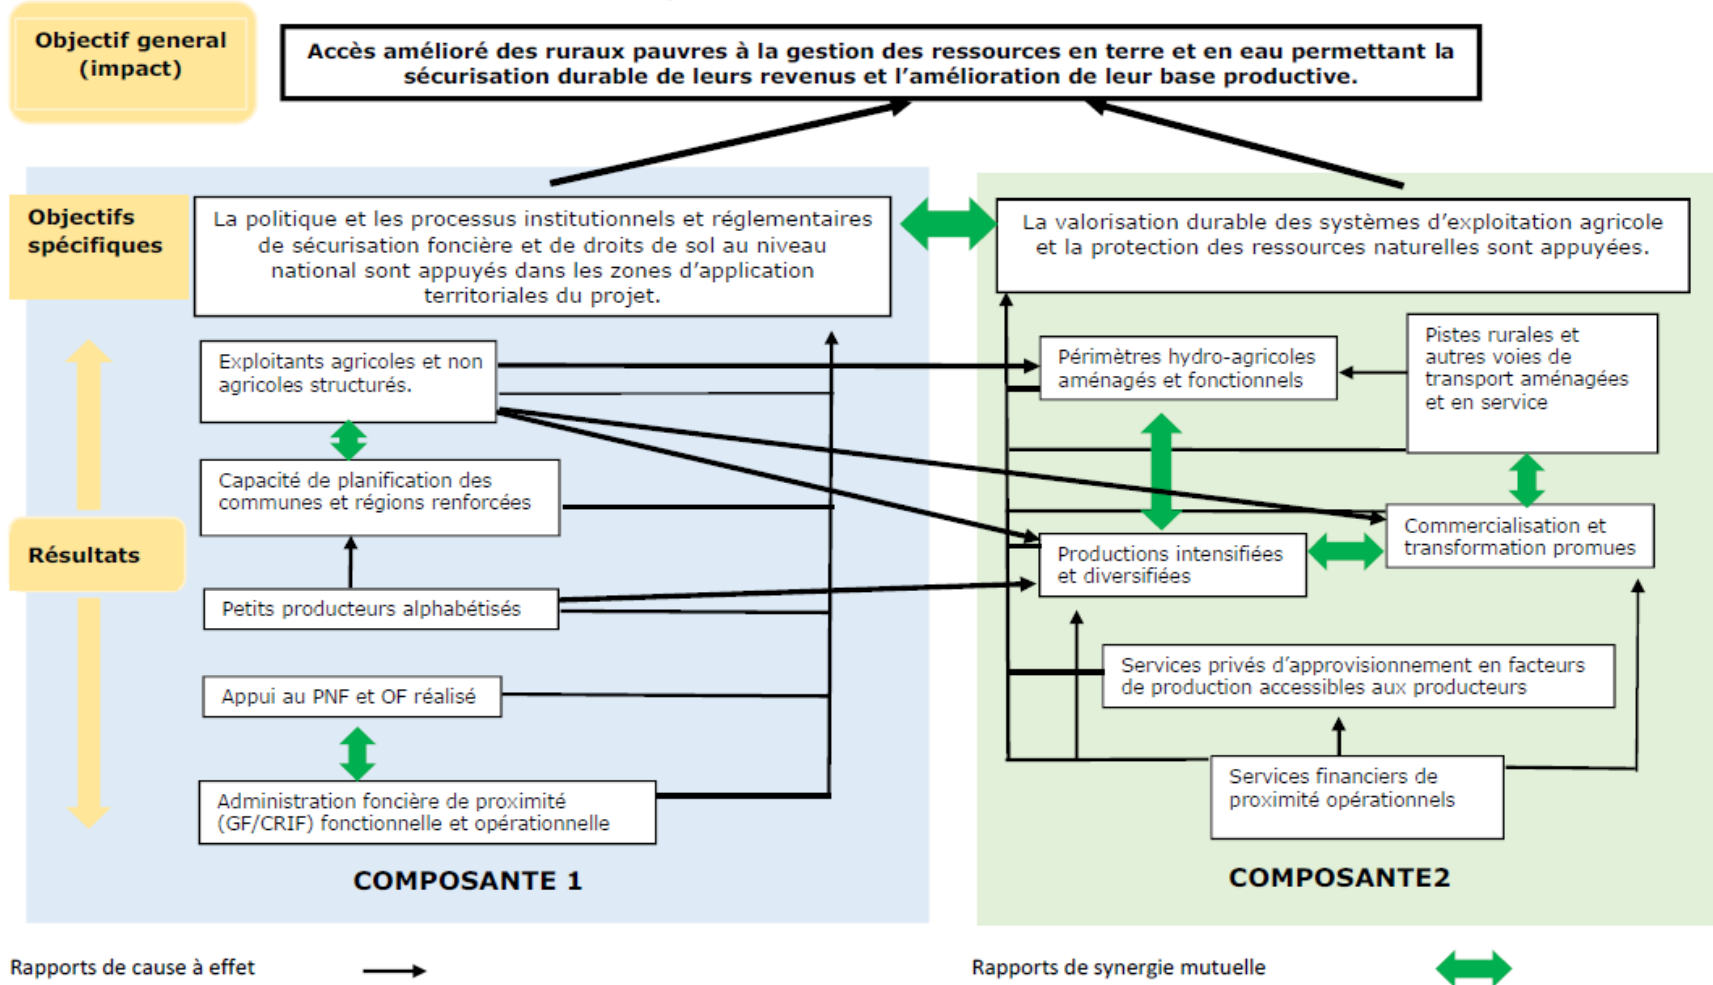 Objectif general
(impact)
Accès amélioré des ruraux pauvres à la gestion des ressources en terre et en eau permettant la
sécurisation durable de leurs revenus et l’amélioration de leur base productive.
Objectifs
spécifiques
La politique et les processus institutionnels et réglementaires
de sécurisation foncière et de droits de sol au niveau
national sont appuyés dans les zones d’application
territoriales du projet.
La valorisation durable des systèmes d’exploitation agricole
et la protection des ressources naturelles sont appuyées.
Exploitants agricoles et non
agricoles structurés.
Périmètres hydro-agricoles
aménagés et fonctionnels
Pistes rurales et
autres voies de
transport aménagées
et en service
Capacité de planification des
communes et régions renforcées
Résultats
Productions intensifiées
et diversifiées
Commercialisation et
transformation promues
Petits producteurs alphabétisés
Services privés d’approvisionnement en facteurs
de production accessibles aux producteurs
Appui au PNF et OF réalisé
Administration foncière de proximité
(GF/CRIF) fonctionnelle et opérationnelle
Services financiers de
proximité opérationnels
COMPOSANTE 1
COMPOSANTE2
Rapports de cause à effet
Rapports de synergie mutuelle